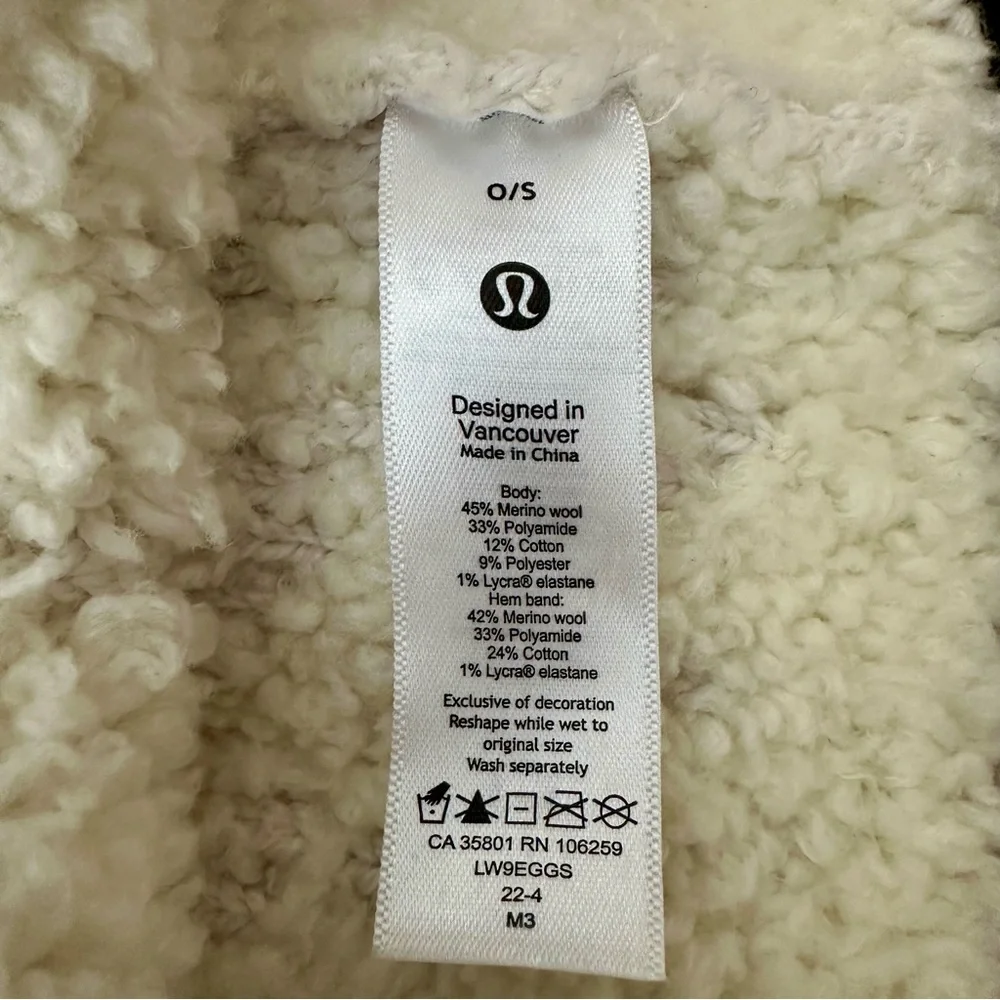 O/S
Designed in
Vancouver
Made in China
Body:
45% Merino wool
33% Polyamide
12% Cotton
9% Polyester
1% Lycra® elastane
Hem band:
42% Merino wool
33% Polyamide
24% Cotton
1% Lycra® elastane
Exclusive of decoration
Reshape while wet to
original size
Wash separately
CA 35801 RN 106259
LW9EGGS
22-4
M3